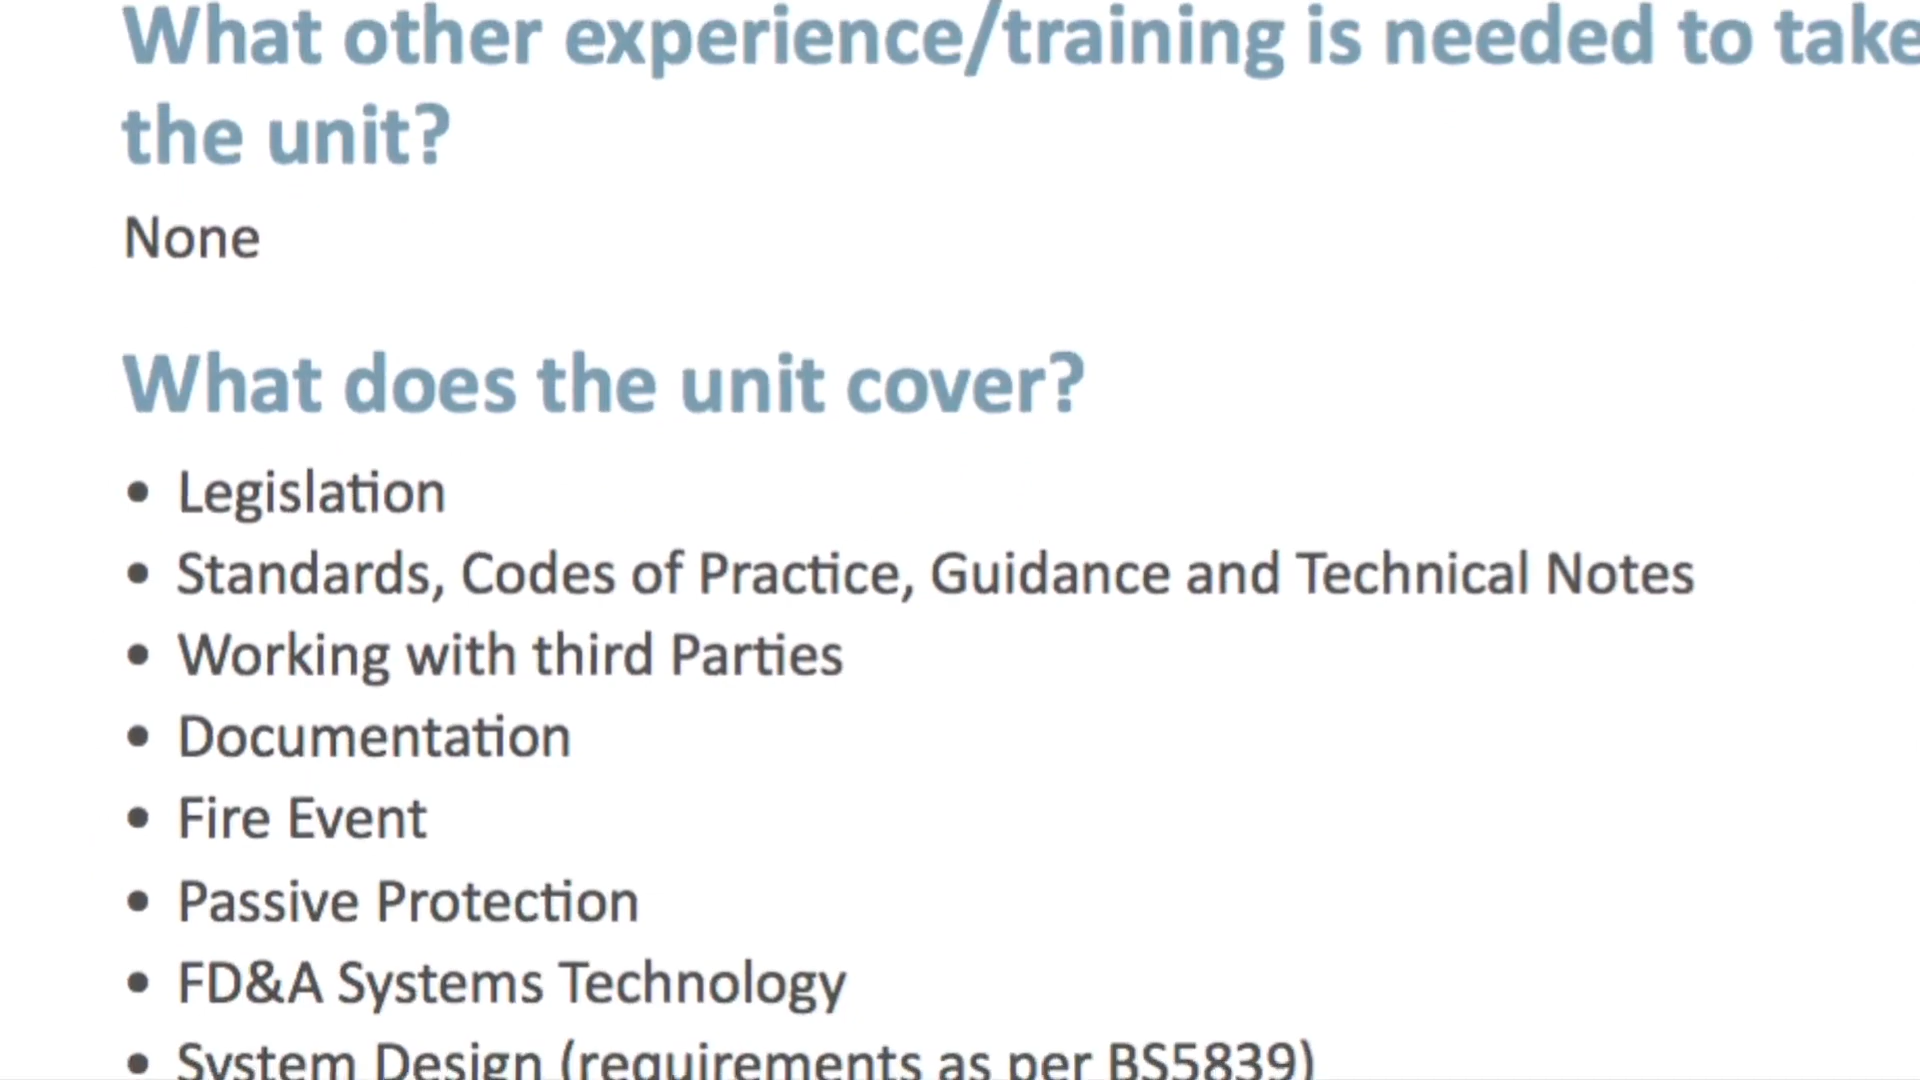 What other experience/training is needed to take
the unit?
None
What does the unit cover?
• Legislation
• Standards, Codes of Practice, Guidance and Technical Notes
• Working with third Parties
• Documentation
• Fire Event
• Passive Protection
• FD&A Systems Technology
• System Design (requirements as per BS5839)